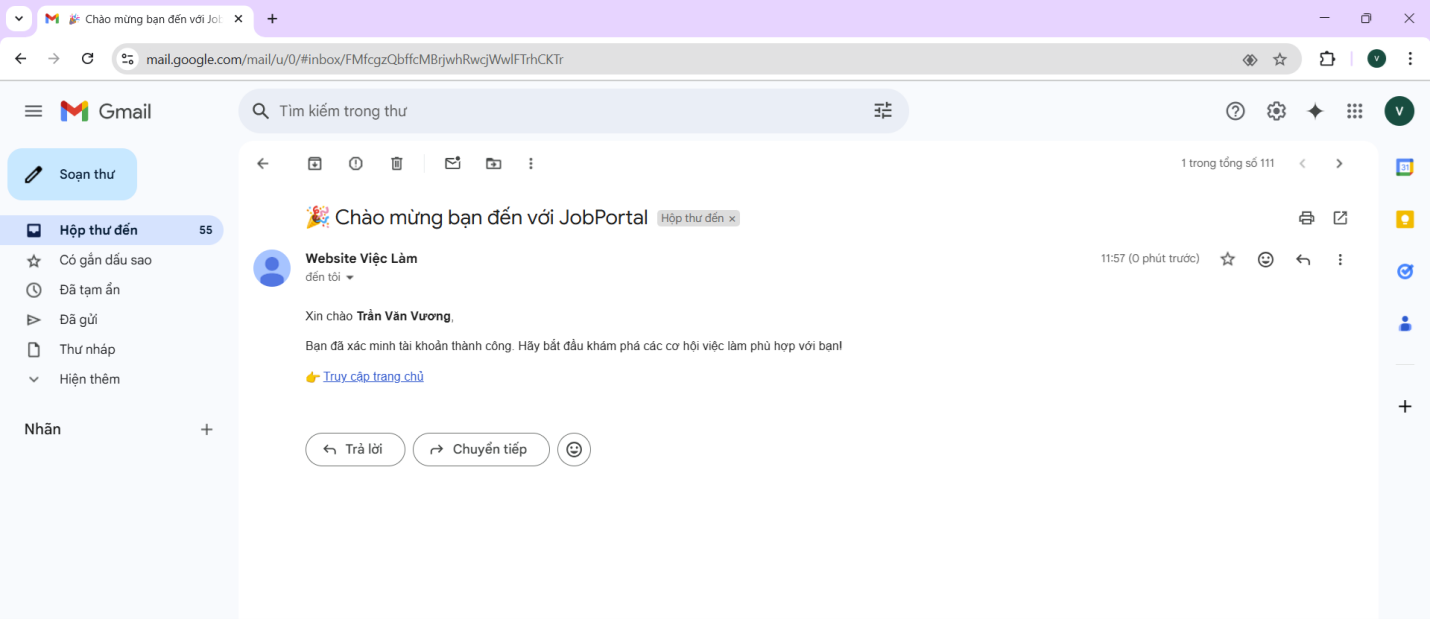 🎉 Chào mừng bạn đến với Jol
mail.google.com/mail/u/0/#inbox/FMfcgzQbffcMBrjwhRwcjWwlFTrhCKTr
V
Gmail
Tìm kiếm trong thư
V
Soạn thư
1 trong tổng số 111
31
🎉 Chào mừng bạn đến với JobPortal Hộp thư đến ×
Hộp thư đến 55
Có gắn dấu sao
Đã tạm ẩn
Đã gửi
Thư nháp
Hiện thêm
Nhãn
Website Việc Làm
11:57 (0 phút trước)
đến tôi
Xin chào Trần Văn Vương,
Bạn đã xác minh tài khoản thành công. Hãy bắt đầu khám phá các cơ hội việc làm phù hợp với bạn!
👉 Truy cập trang chủ
Trả lời
Chuyển tiếp